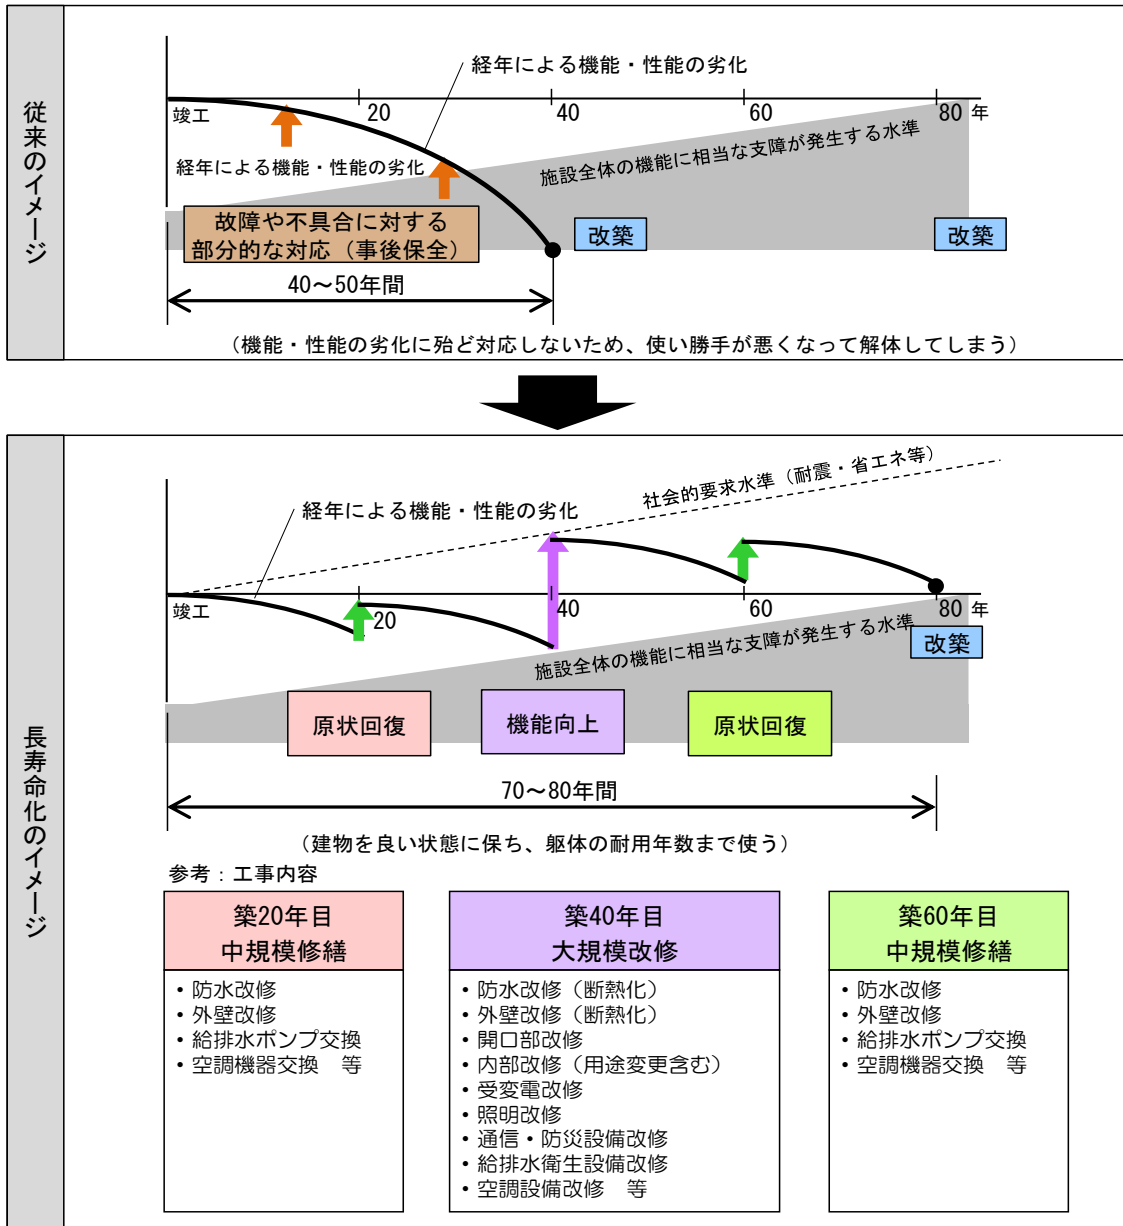 従来のイメージ
経年による機能・性能の劣化
竣工
20
40
60
80
年
経年による機能・性能の劣化
施設全体の機能に相当な支障が発生する水準
故障や不具合に対する
部分的な対応（事後保全）
改築
改築
40～50年間
（機能・性能の劣化に殆ど対応しないため、使い勝手が悪くなって解体してしまう）
長寿命化のイメージ
社会的要求水準（耐震・省エネ等）
経年による機能・性能の劣化
竣工
20
40
60
80
年
施設全体の機能に相当な支障が発生する水準
改築
原状回復
機能向上
原状回復
70～80年間
（建物を良い状態に保ち、躯体の耐用年数まで使う）
参考：工事内容
築20年目
中規模修繕
・防水改修
・外壁改修
・給排水ポンプ交換
・空調機器交換　等
築40年目
大規模改修
・防水改修（断熱化）
・外壁改修（断熱化）
・開口部改修
・内部改修（用途変更含む）
・受変電改修
・照明改修
・通信・防災設備改修
・給排水衛生設備改修
・空調設備改修　等
築60年目
中規模修繕
・防水改修
・外壁改修
・給排水ポンプ交換
・空調機器交換　等